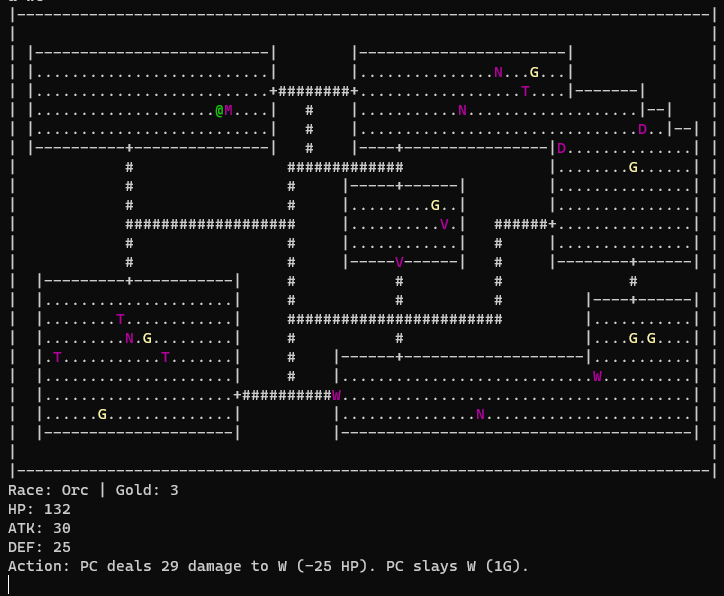 |-----------------------------------------------------------------------------|
|                                                                             |
| |--------------------------|        |-----------------------|               |
| |..........................|        |...............N...G...|               |
| |..........................+########+..................T....|-------|       |
| |....................@M....|   #    |...........N...................|--|    |
| |..........................|   #    |...............................D..|--| |
| |----------+---------------|   #    |----+----------------|D..............| |
|            #                 #############                |........G......| |
|            #                 #     |-----+------|         |...............| |
|            #                 #     |.........G..|         |...............| |
|            ###################     |..........V.|   ######+...............| |
|            #                 #     |............|   #     |...............| |
|            #                 #     |-----V------|   #     |--------+------| |
|  |---------+-----------|     #           #          #              #        |
|  |.....................|     #           #          #         |----+------| |
|  |........T............|     ########################         |...........| |
|  |.........N.G.........|     #           #                    |....G.G....| |
|  |.T...........T.......|     #    |------+--------------------|...........| |
|  |.....................|     #    |............................W..........| |
|  |.....................+##########W.......................................| |
|  |......G..............|          |...............N.......................| |
|  |---------------------|          |---------------------------------------| |
|                                                                             |
|-----------------------------------------------------------------------------|
Race: Orc | Gold: 3
HP: 132
ATK: 30
DEF: 25
Action: PC deals 29 damage to W (-25 HP). PC slays W (1G).